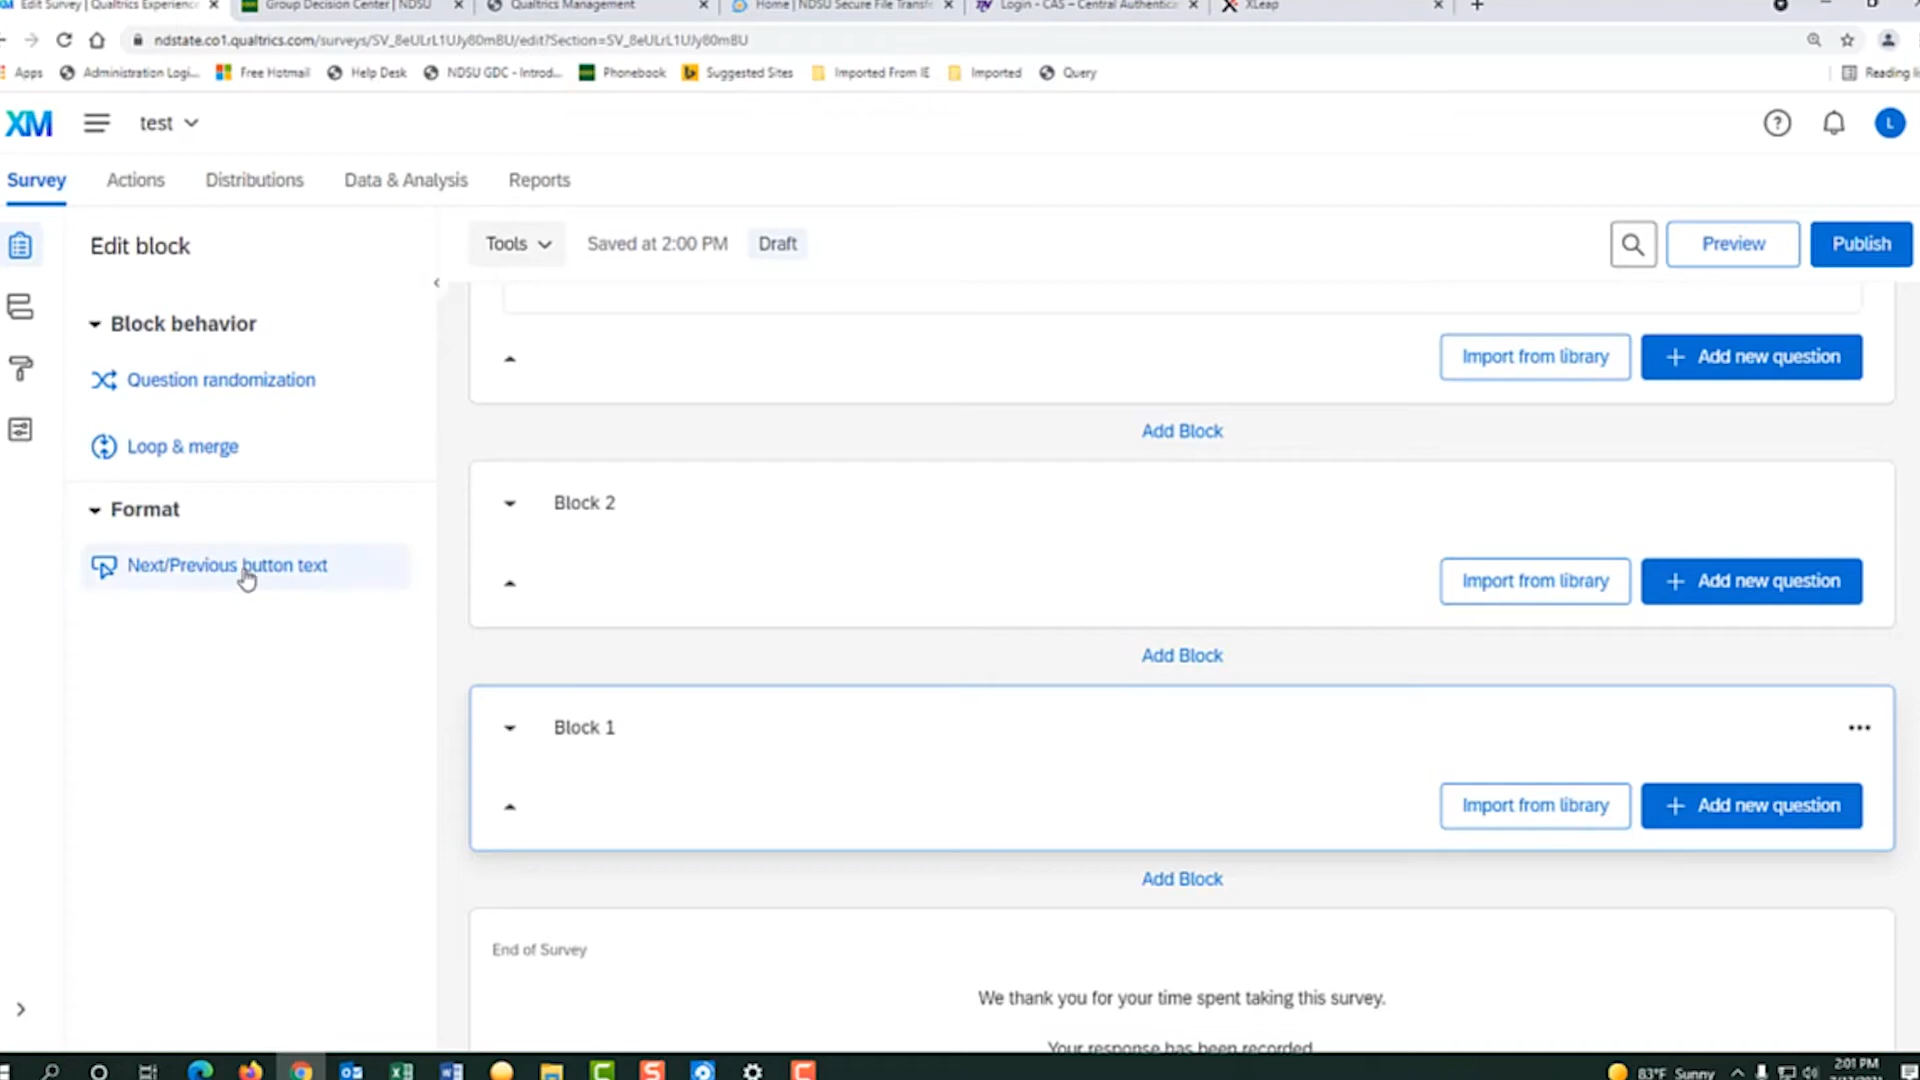 Edit Survey | Qualtrics Experience
Group Decision Center | NDSU
Qualtrics Management
Home | NDSU Secure File Transfe
Login - CAS – Central Authentica
XLeap
ndstate.co1.qualtrics.com/surveys/
Apps
Administration Logi...
Free Hotmail
Help Desk
NDSU GDC - Introd...
Phonebook
Suggested Sites
Imported From IE
Imported
Query
Reading li
XM
test
L
Survey
Actions
Distributions
Data & Analysis
Reports
Edit block
Tools
Saved at 2:00 PM
Draft
Preview
Publish
Block behavior
Question randomization
Loop & merge
Format
Next/Previous button text
Import from library
+ Add new question
Add Block
Block 2
Import from library
+ Add new question
Add Block
Block 1
Import from library
+ Add new question
Add Block
End of Survey
We thank you for your time spent taking this survey.
Your response has been recorded.
83°F Sunny
2:01 PM